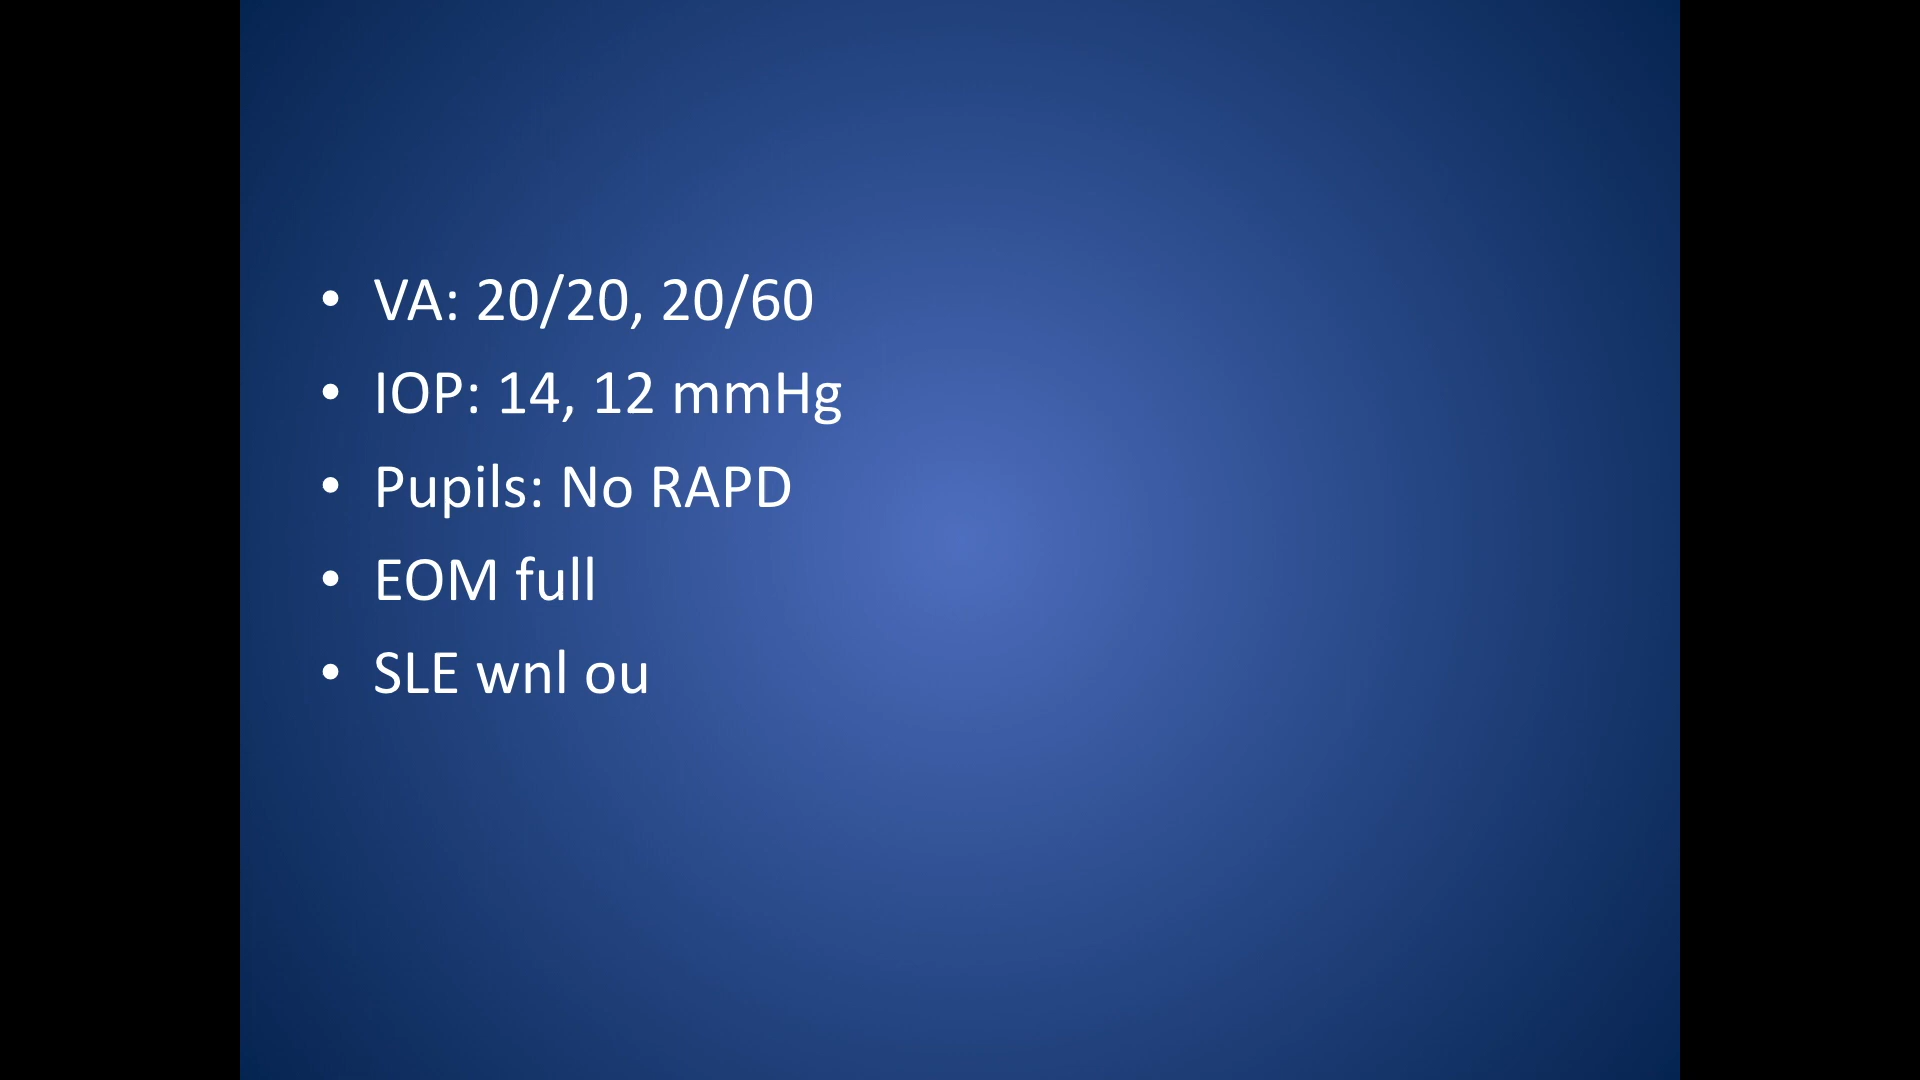 • VA: 20/20, 20/60
• IOP: 14, 12 mmHg
• Pupils: No RAPD
• EOM full
• SLE wnl ou